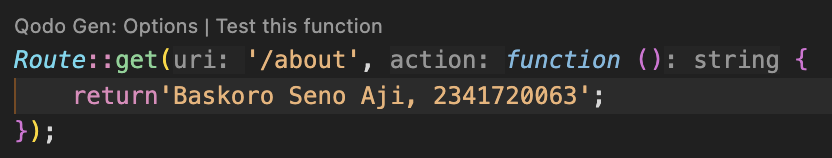 Qodo Gen: Options | Test this function
Route::get(uri: '/about', action: function (): string {
    return'Baskoro Seno Aji, 2341720063';
});